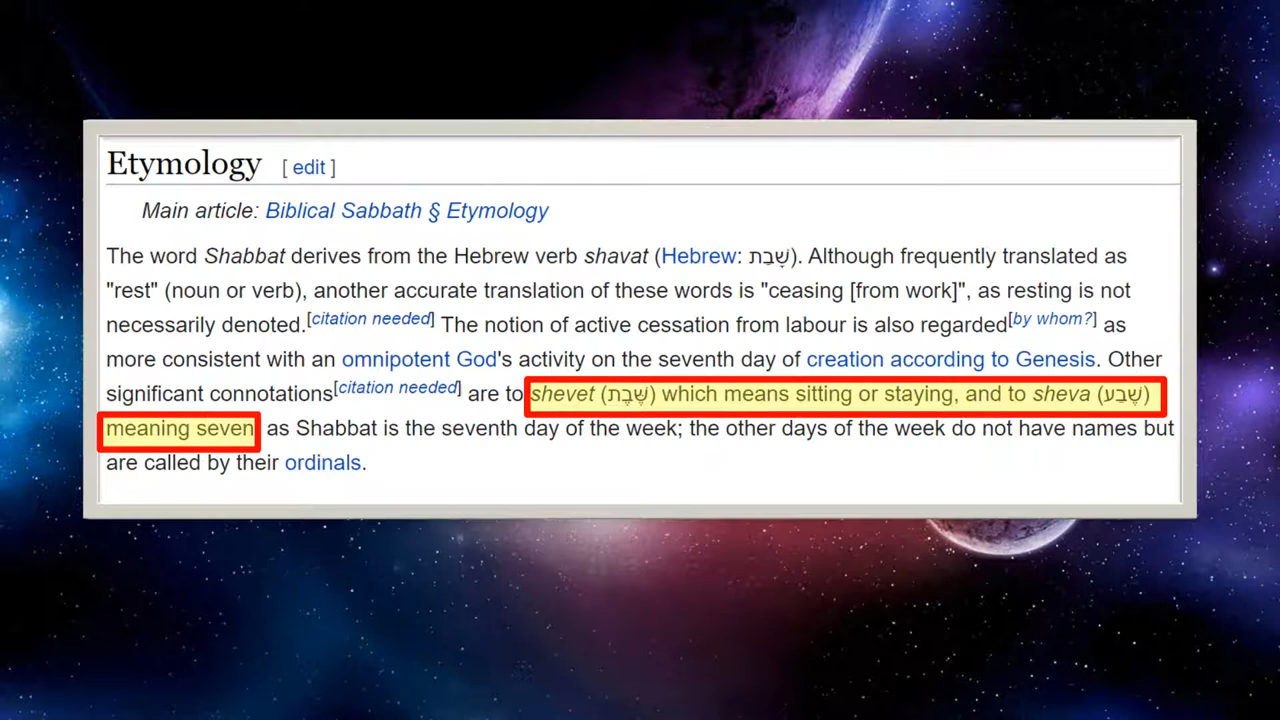 Etymology [ edit ]
Main article: Biblical Sabbath § Etymology
The word Shabbat derives from the Hebrew verb shavat (Hebrew: שָׁבַת). Although frequently translated as
"rest" (noun or verb), another accurate translation of these words is "ceasing [from work]", as resting is not
necessarily denoted.[citation needed] The notion of active cessation from labour is also regarded[by whom?] as
more consistent with an omnipotent God's activity on the seventh day of creation according to Genesis. Other
significant connotations[citation needed] are to shevet (שֶׁבֶת) which means sitting or staying, and to sheva (שֶׁבַע)
meaning seven as Shabbat is the seventh day of the week; the other days of the week do not have names but
are called by their ordinals.